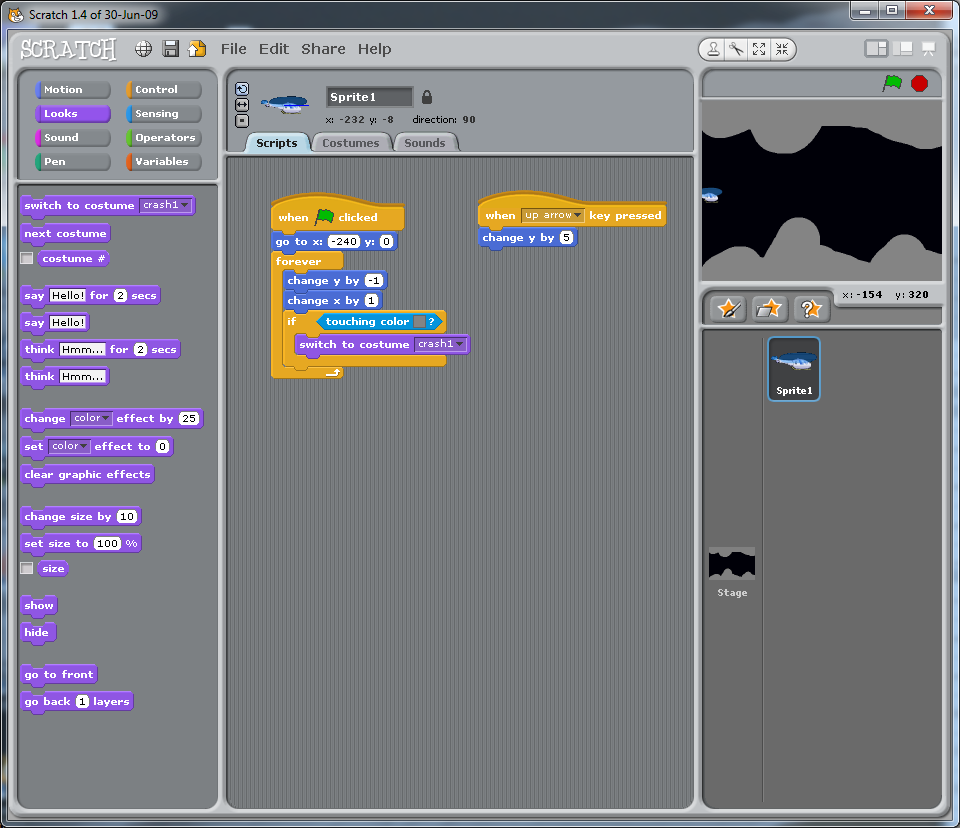 Scratch 1.4 of 30-Jun-09
SCRATCH File Edit Share Help
Motion Control
Looks Sensing
Sound Operators
Pen Variables
switch to costume crash1
next costume
costume #
say Hello! for 2 secs
say Hello!
think Hmm... for 2 secs
think Hmm...
change color effect by 25
set color effect to 0
clear graphic effects
change size by 10
set size to 100 %
size
show
hide
go to front
go back 1 layers
Sprite1
x: -232 y: -8 direction: 90
Scripts Costumes Sounds
when clicked
go to x: -240 y: 0
forever
change y by -1
change x by 1
if touching color ?
switch to costume crash1
when up arrow key pressed
change y by 5
x: -154 y: 320
Sprite1
Stage